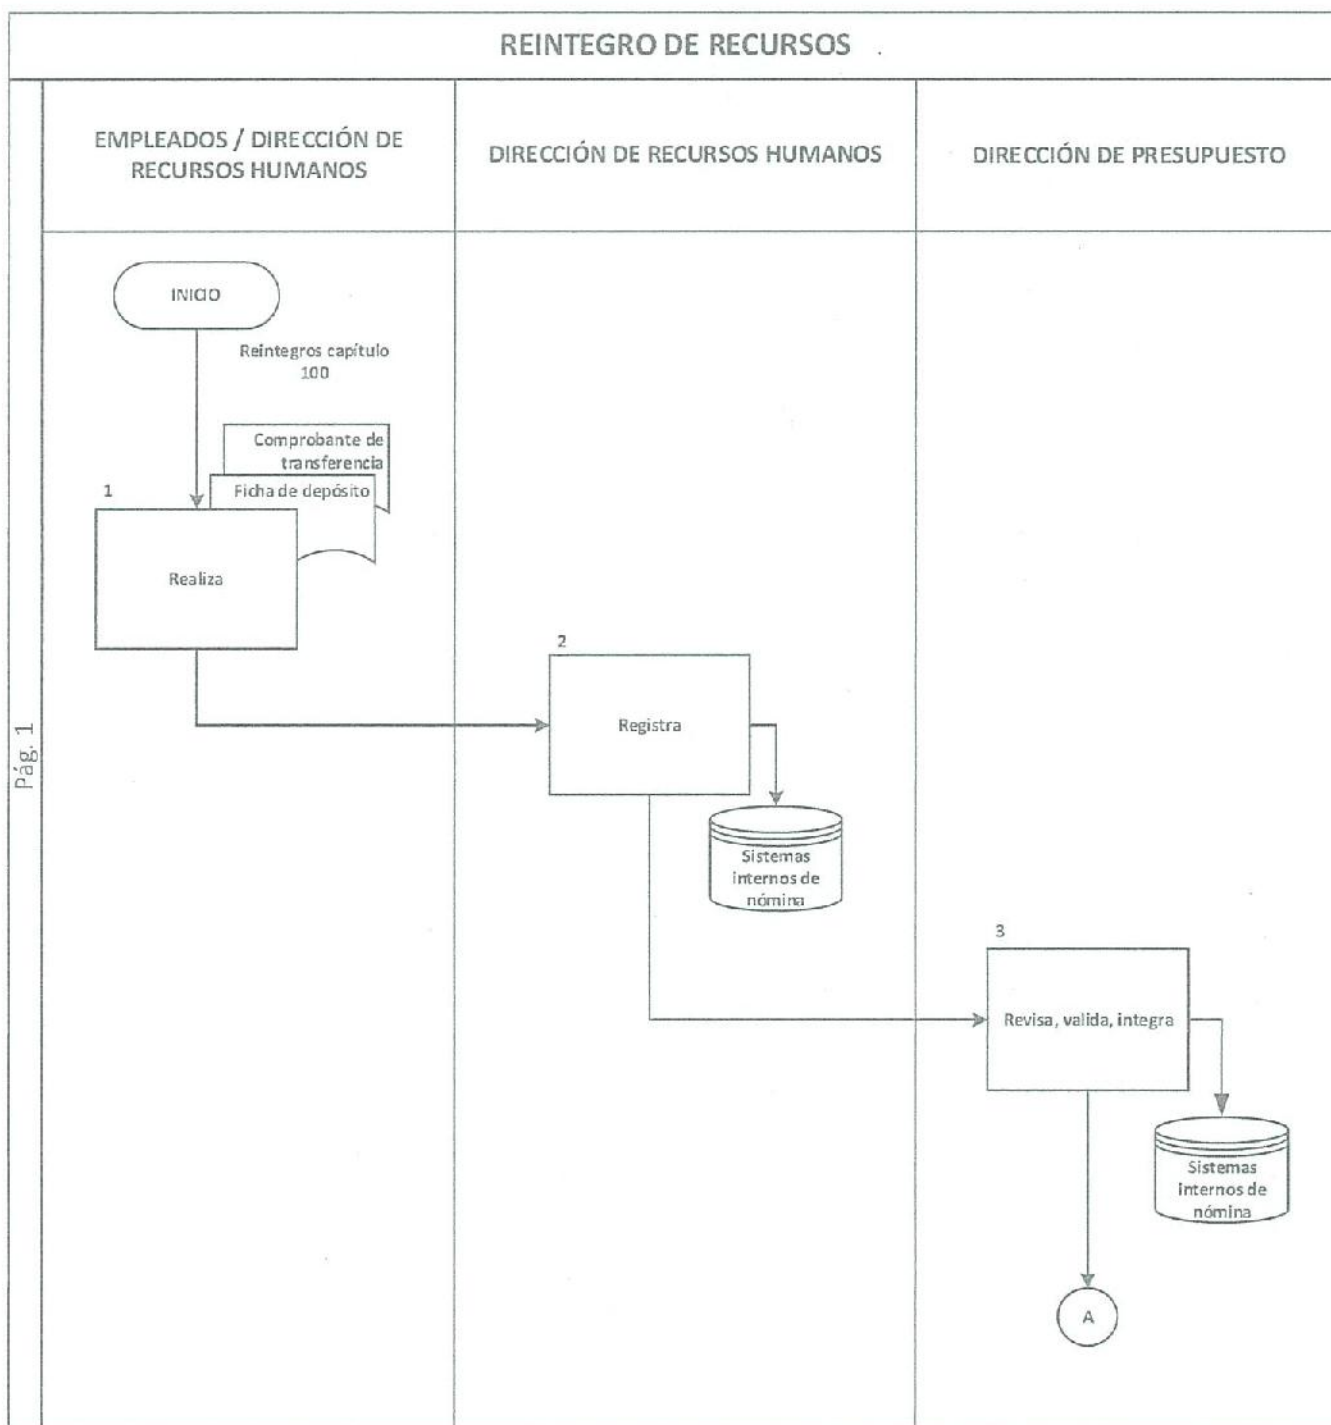 REINTEGRO DE RECURSOS
EMPLEADOS / DIRECCIÓN DE
RECURSOS HUMANOS
DIRECCIÓN DE RECURSOS HUMANOS
DIRECCIÓN DE PRESUPUESTO
INICIO
Reintegros capítulo
100
Comprobante de
transferencia
Ficha de depósito
1
Realiza
2
Registra
Sistemas
internos de
nómina
3
Revisa, valida, integra
Sistemas
internos de
nómina
A
Pág. 1